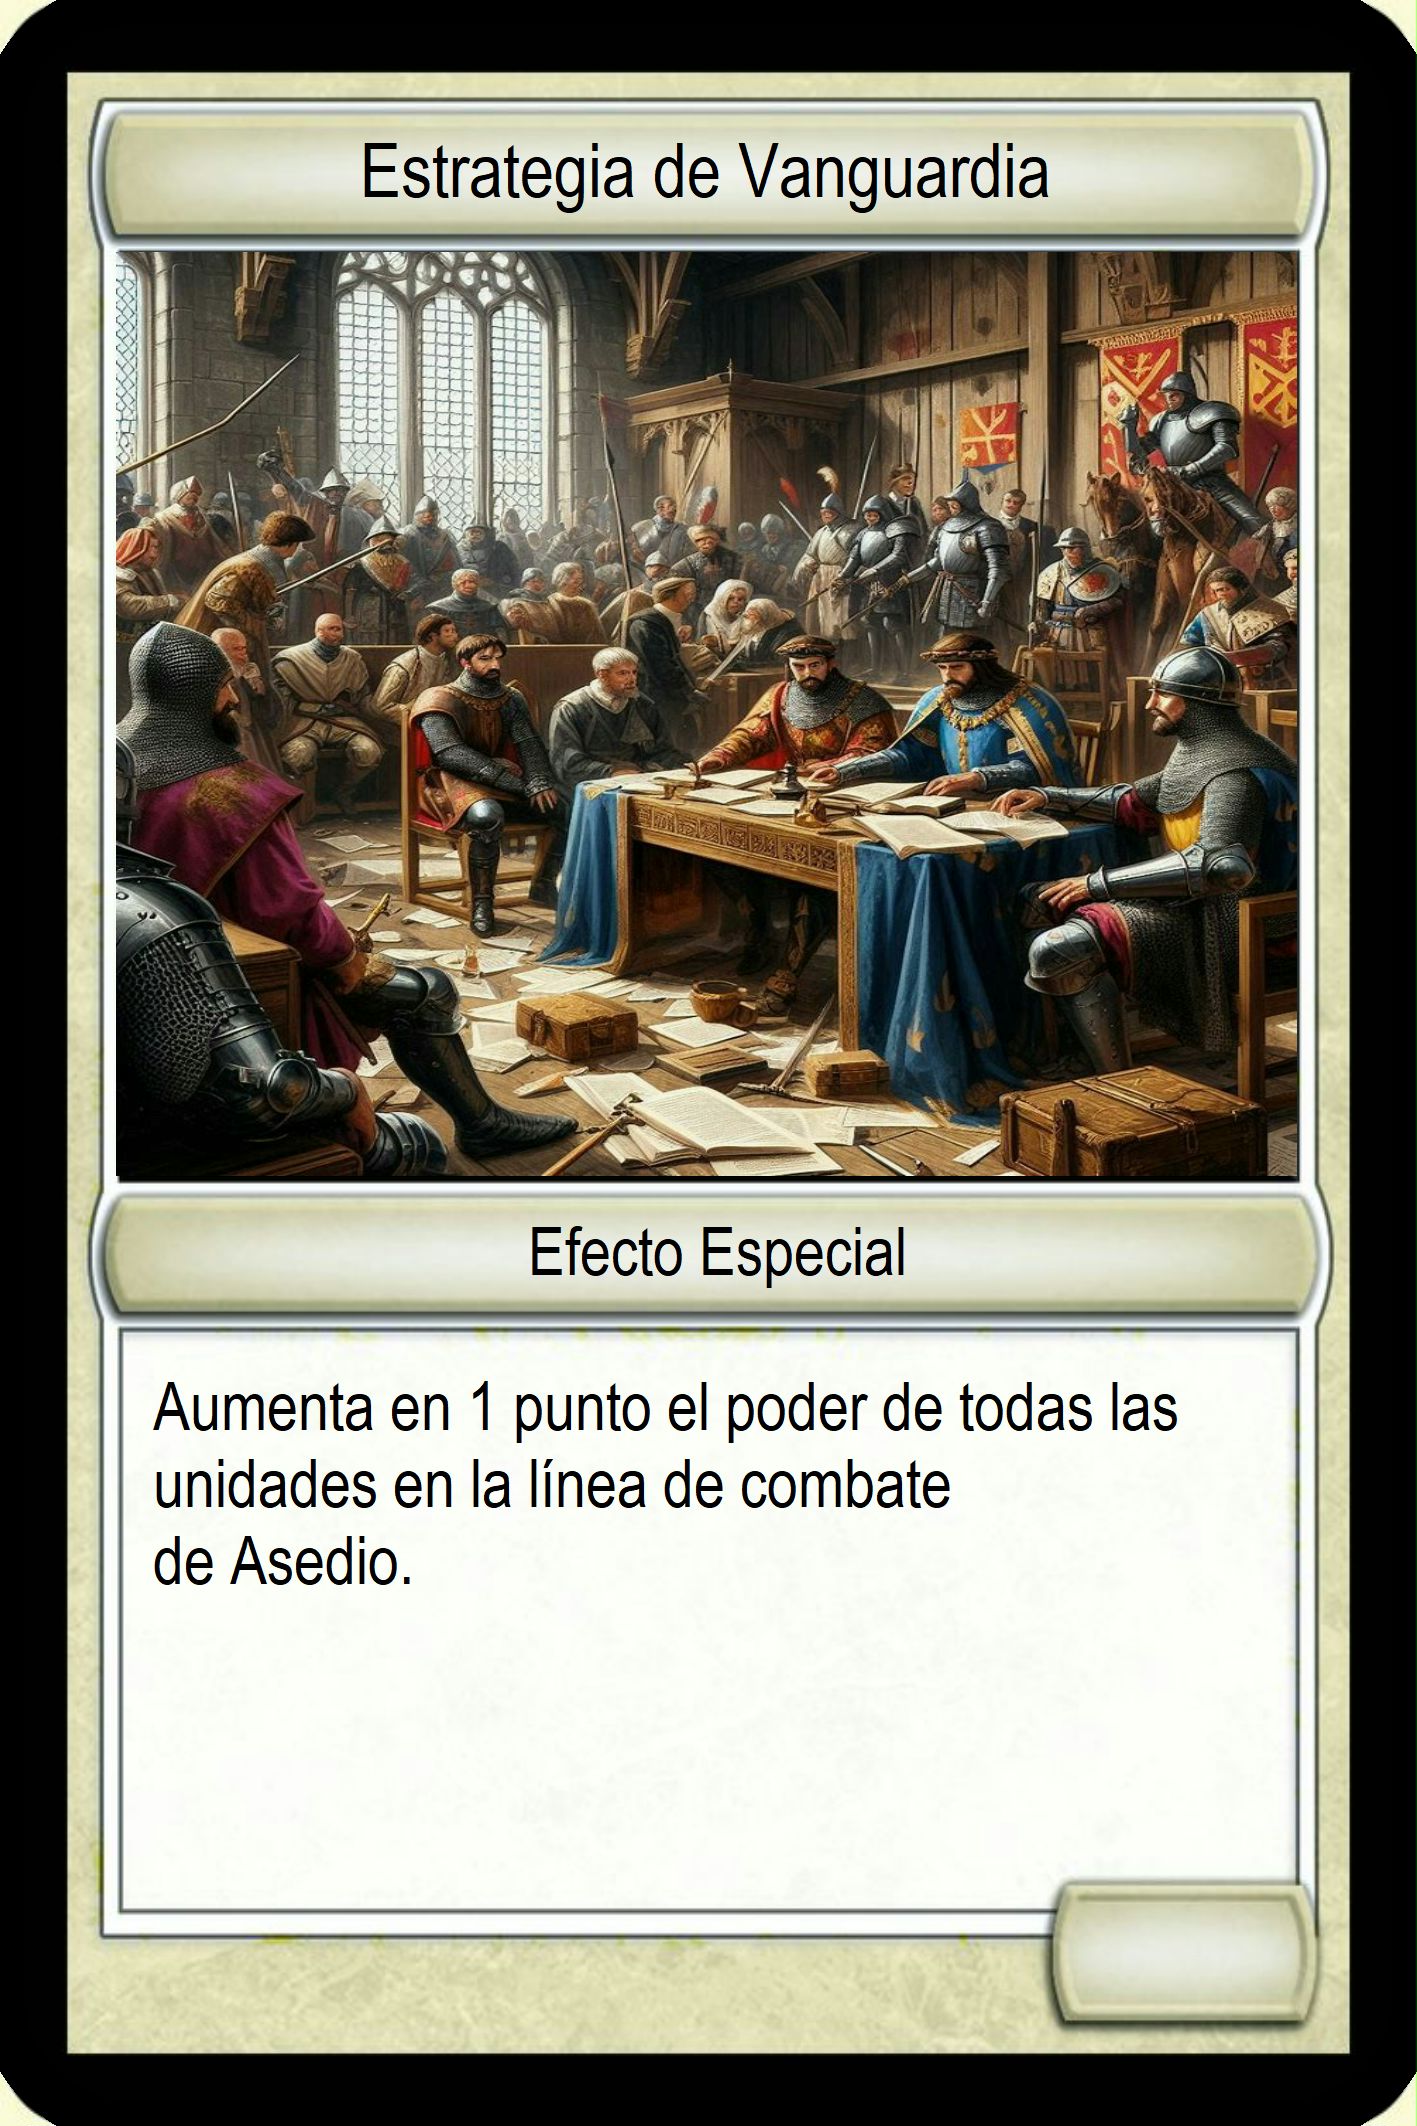 Estrategia de Vanguardia
Efecto Especial
Aumenta en 1 punto el poder de todas las
unidades en la línea de combate
de Asedio.